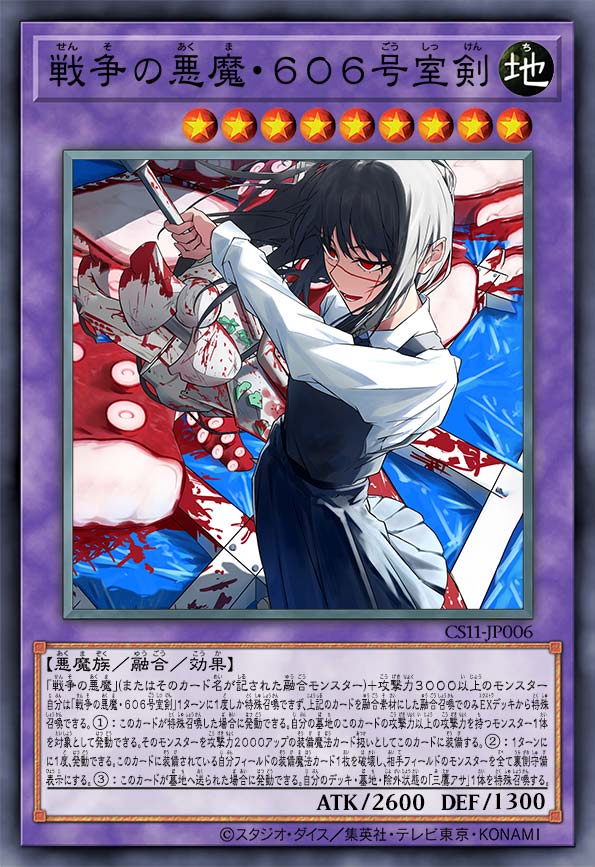 戦争の悪魔・606号室剣
地
CS11-JP006
【悪魔族／融合／効果】
「戦争の悪魔」(またはそのカード名が記された融合モンスター)＋攻撃力3000以上のモンスター
自分は「戦争の悪魔・606号室剣」1ターンに1度しか特殊召喚できず、上記のカードを融合素材にした融合召喚でのみEXデッキから特殊
召喚できる。①：このカードが特殊召喚した場合に発動できる。自分の墓地のこのカードの攻撃力以上の攻撃力を持つモンスター1体
を対象として発動できる。そのモンスターを攻撃力2000アップの装備魔法カード扱いとしてこのカードに装備する。②：1ターンに
に1度、発動できる。このカードに装備されている自分フィールドの装備魔法カード1枚を破壊し、相手フィールドのモンスターを全て裏側守備
表示にする。③：このカードが墓地へ送られた場合に発動できる。自分のデッキ・墓地・除外状態の「三鷹アサ」1体を特殊召喚する。
ATK/2600 DEF/1300
©スタジオ・ダイス／集英社・テレビ東京・KONAMI